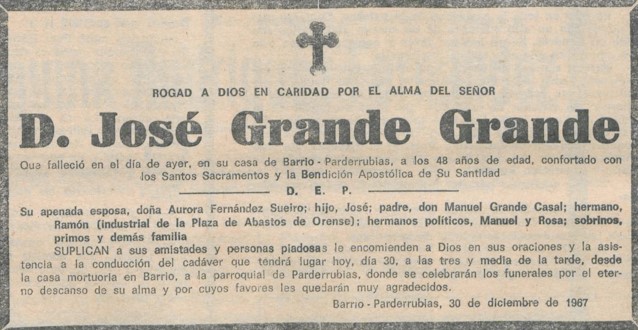 ROGAD A DIOS EN CARIDAD POR EL ALMA DEL SEÑOR
D. José Grande Grande
Que falleció en el día de ayer, en su casa de Barrio - Parderrubias, a los 48 años de edad, confortado con
los Santos Sacramentos y la Bendición Apostólica de Su Santidad
D. E. P.
Su apenada esposa, doña Aurora Fernández Sueiro; hijo, José; padre, don Manuel Grande Casal; hermano,
Ramón (industrial de la Plaza de Abastos de Orense); hermanos políticos, Manuel y Rosa; sobrinos,
primos y demás familia
SUPLICAN a sus amistades y personas piadosas le encomienden a Dios en sus oraciones y la asis-
tencia a la conducción del cadáver que tendrá lugar hoy, día 30, a las tres y media de la tarde, desde
la casa mortuoria en Barrio, a la parroquial de Parderrubias, donde se celebrarán los funerales por el eter-
no descanso de su alma y por cuyos favores les quedarán muy agradecidos.
Barrio-Parderrubias, 30 de diciembre de 1967